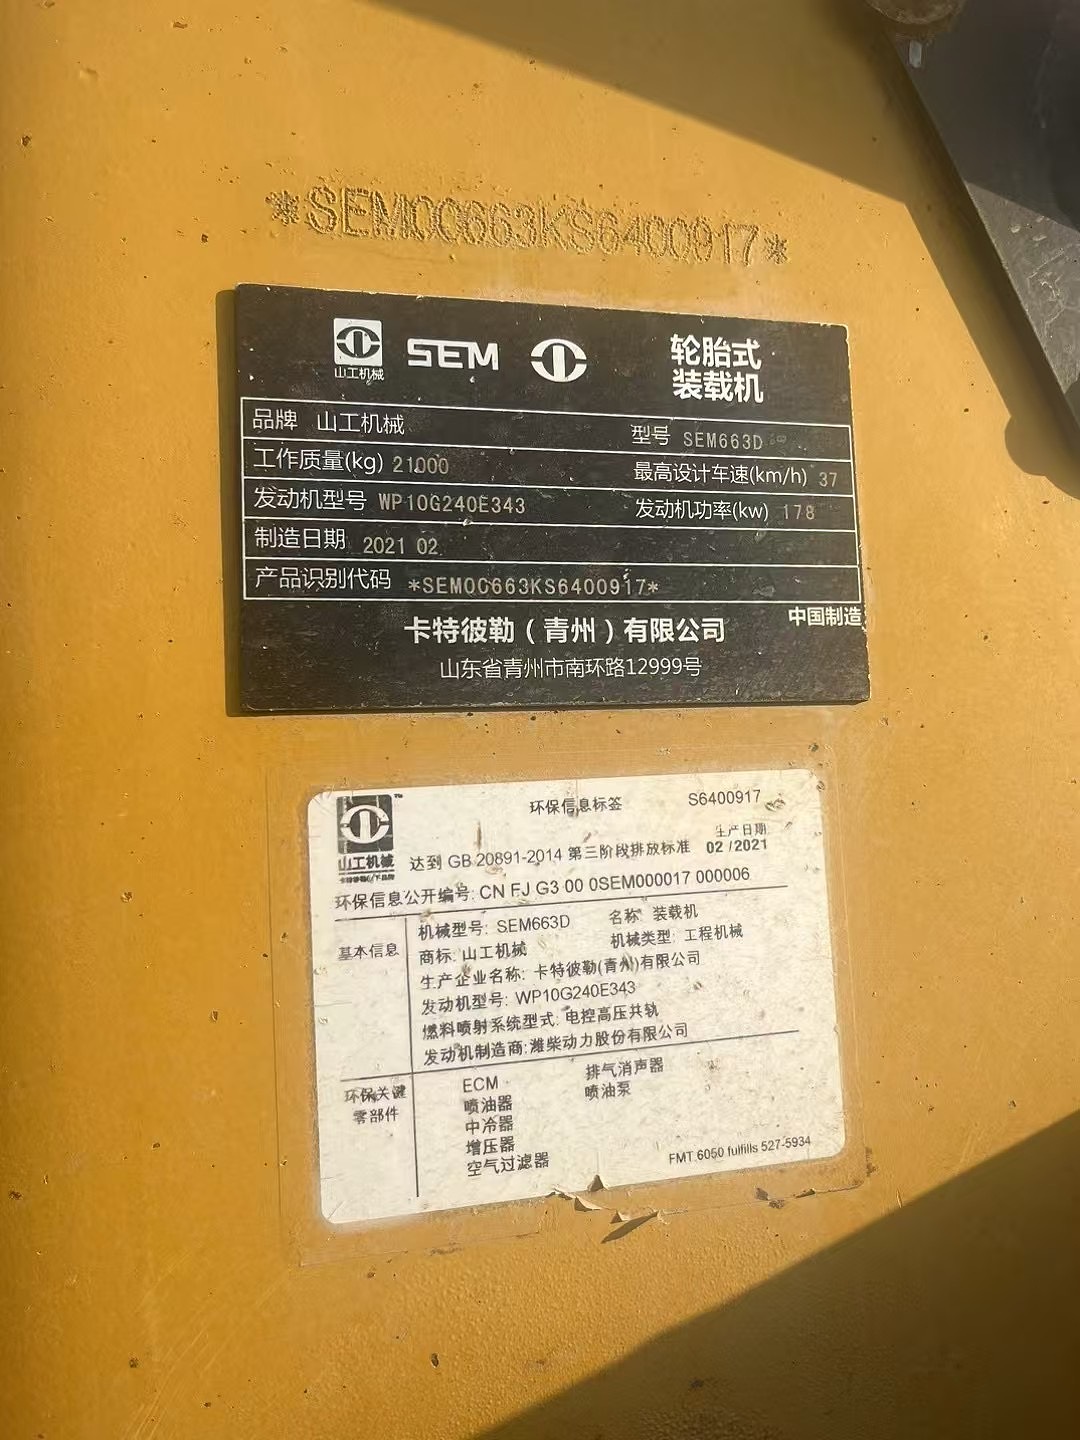 *SEM00663KS6400917*
山工机械 SEM 轮胎式
装载机
品牌 山工机械 型号 SEM663D
工作质量(kg) 21000 最高设计车速(km/h) 37
发动机型号 WP10G240E343 发动机功率(kw) 178
制造日期 2021 02
产品识别代码 *SEM00663KS6400917*
中国制造
卡特彼勒（青州）有限公司
山东省青州市南环路12999号
环保信息标签 S6400917
生产日期
山工机械 达到 GB 20891-2014 第三阶段排放标准 02 /2021
环保信息公开编号: CN FJ G3 00 0SEM000017 000006
基本信息
机械型号: SEM663D 名称: 装载机
商标: 山工机械 机械类型: 工程机械
生产企业名称: 卡特彼勒(青州)有限公司
发动机型号: WP10G240E343
燃料喷射系统型式: 电控高压共轨
发动机制造商: 潍柴动力股份有限公司
环保关键
零部件
ECM 排气消声器
喷油器 喷油泵
中冷器
增压器
空气过滤器
FMT 6050 fulfills 527-5934